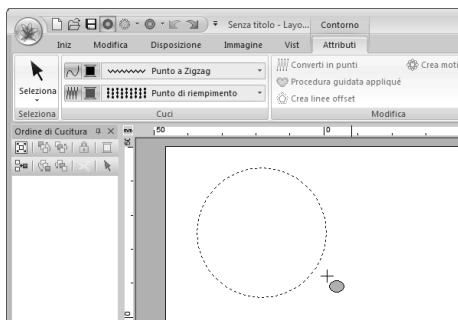 Senza titolo - Layo... Contorno
Iniz Modifica Disposizione Immagine Vist Attributi
Seleziona
Punto a Zigzag
Punto di riempimento
Converti in punti
Procedura guidata appliqué
Crea linee offset
Crea moti
Seleziona Cuci Modifica
Ordine di Cucitura
50 0